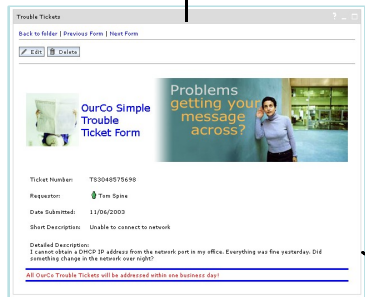 Trouble Tickets
Back to folder | Previous Form | Next Form
Edit Delete
OurCo Simple
Trouble
Ticket Form
Problems
getting your
message
across?
Ticket Number: TS3048575698
Requestor: Tom Spine
Date Submitted: 11/06/2003
Short Description: Unable to connect to network
Detailed Description:
I cannot obtain a DHCP IP address from the network port in my office. Everything was fine yesterday. Did
something change in the network over night?
All OurCo Trouble Tickets will be addressed within one business day!